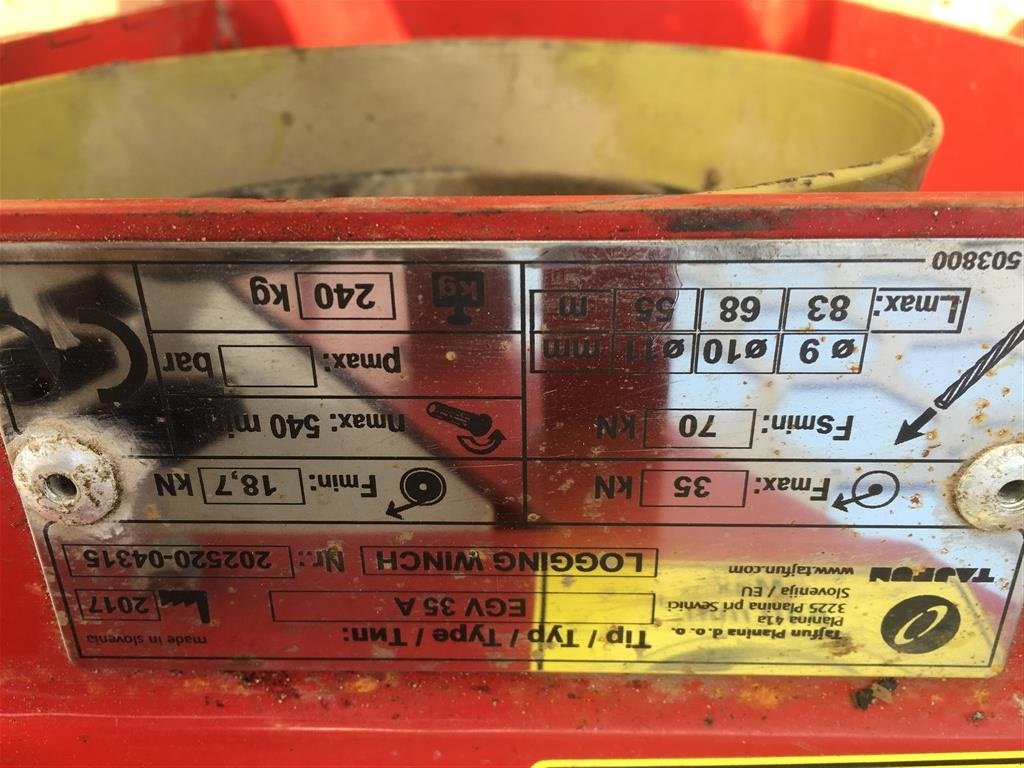 Tajfun Planina d.o.o.
Planina 41a
3225 Planina pri Sevnici
Slovenija / EU
TAJFUN
www.tajfun.com
Tip / Typ / Type / Тип:
EGV 35 A
made in slovenia
2017
LOGGING WINCH Nr.: 202520-04315
Fmax: 35 kN
Fmin: 18,7 kN
FSmin: 70 kN
nmax: 540 min
ø 9 ø10 ø11 mm
pmax: bar
Lmax: 83 68 55 m
kg 240 kg
503800